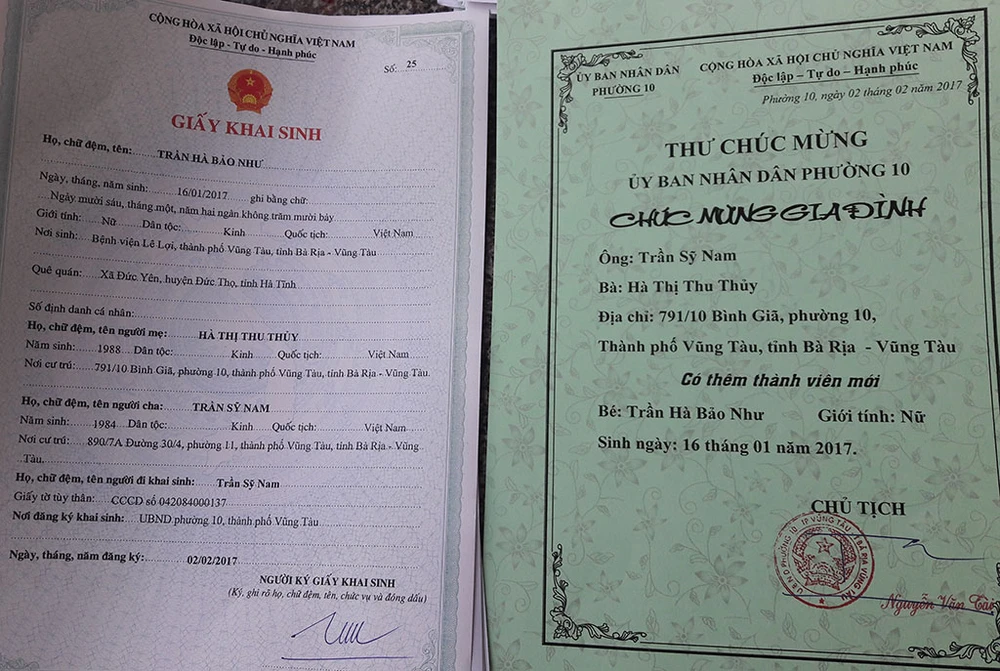 CỘNG HÒA XÃ HỘI CHỦ NGHĨA VIỆT NAM
Độc lập - Tự do - Hạnh phúc
Số: 25
GIẤY KHAI SINH
Họ, chữ đệm, tên: TRẦN HÀ BẢO NHƯ
Ngày, tháng, năm sinh: 16/01/2017 ghi bằng chữ:
Ngày mười sáu, tháng một, năm hai ngàn không trăm mười bảy
Giới tính: Nữ Dân tộc: Kinh Quốc tịch: Việt Nam
Nơi sinh: Bệnh viện Lê Lợi, thành phố Vũng Tàu, tỉnh Bà Rịa - Vũng Tàu
Quê quán: Xã Đức Yên, huyện Đức Thọ, tỉnh Hà Tĩnh
Số định danh cá nhân:
Họ, chữ đệm, tên người mẹ: HÀ THỊ THU THỦY
Năm sinh: 1988 Dân tộc: Kinh Quốc tịch: Việt Nam
Nơi cư trú: 791/10 Bình Giã, phường 10, thành phố Vũng Tàu, tỉnh Bà Rịa - Vũng Tàu.
Họ, chữ đệm, tên người cha: TRẦN SỸ NAM
Năm sinh: 1984 Dân tộc: Kinh Quốc tịch: Việt Nam
Nơi cư trú: 890/7A Đường 30/4, phường 11, thành phố Vũng Tàu, tỉnh Bà Rịa - Vũng
Tàu.
Họ, chữ đệm, tên người đi khai sinh: Trần Sỹ Nam
Giấy tờ tùy thân: CCCD số 042084000137
Nơi đăng ký khai sinh: UBND phường 10, thành phố Vũng Tàu
Ngày, tháng, năm đăng ký: 02/02/2017
NGƯỜI KÝ GIẤY KHAI SINH
(Ký, ghi rõ họ, chữ đệm, tên, chức vụ và đóng dấu)
ỦY BAN NHÂN DÂN
PHƯỜNG 10
CỘNG HÒA XÃ HỘI CHỦ NGHĨA VIỆT NAM
Độc lập – Tự do – Hạnh phúc
Phường 10, ngày 02 tháng 02 năm 2017
THƯ CHÚC MỪNG
ỦY BAN NHÂN DÂN PHƯỜNG 10
CHÚC MỪNG GIA ĐÌNH
Ông: Trần Sỹ Nam
Bà: Hà Thị Thu Thủy
Địa chỉ: 791/10 Bình Giã, phường 10,
Thành phố Vũng Tàu, tỉnh Bà Rịa - Vũng Tàu
Có thêm thành viên mới
Bé: Trần Hà Bảo Như Giới tính: Nữ
Sinh ngày: 16 tháng 01 năm 2017.
CHỦ TỊCH
Nguyễn Văn